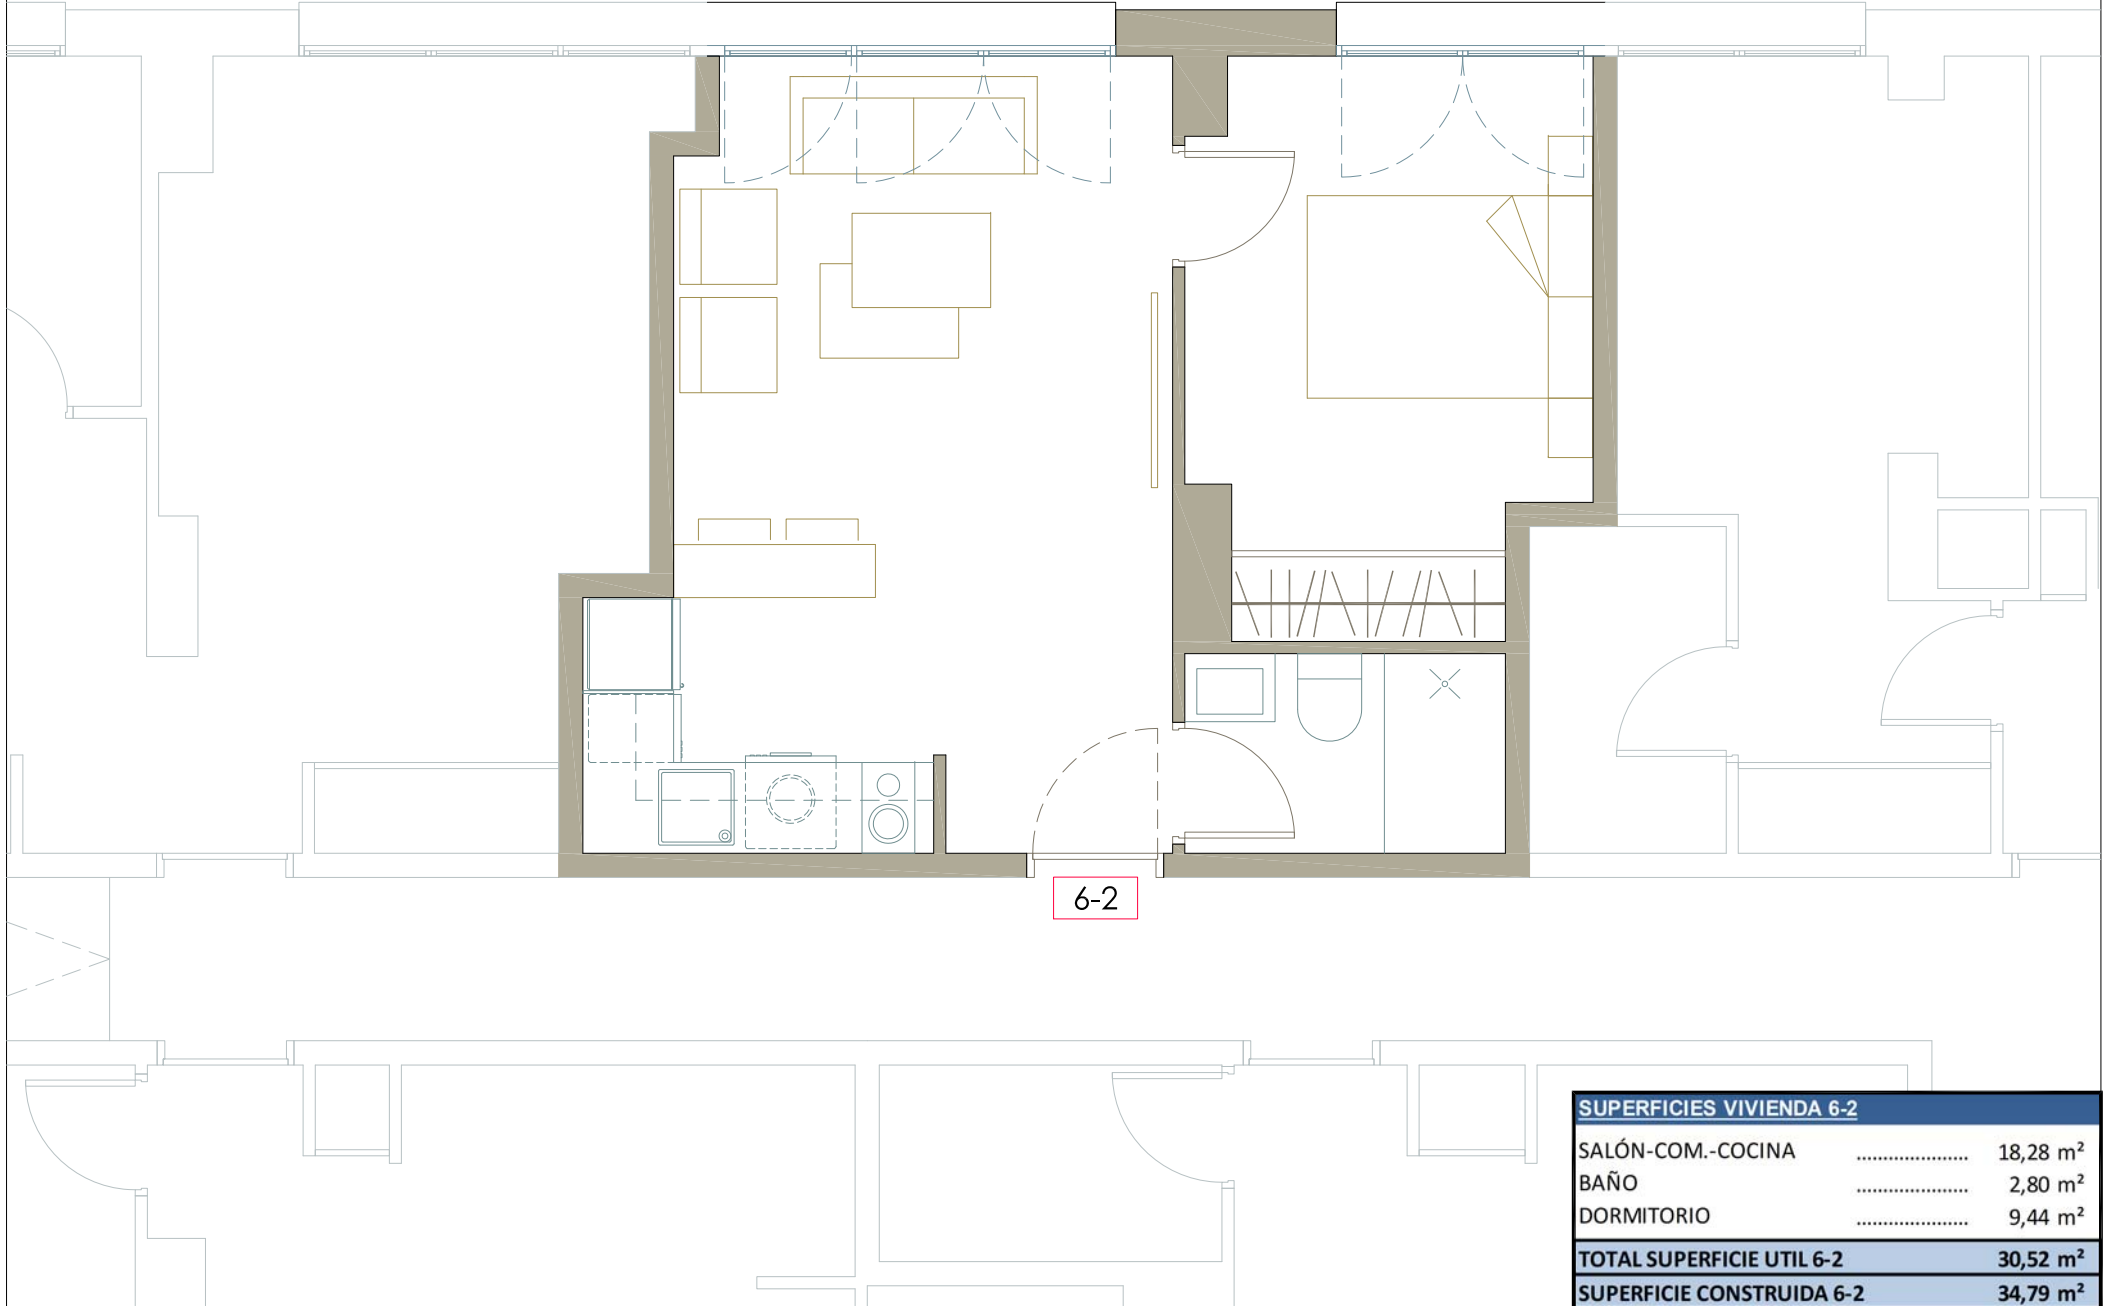 6-2
SUPERFICIES VIVIENDA 6-2
SALÓN-COM.-COCINA ..................... 18,28 m²
BAÑO ..................... 2,80 m²
DORMITORIO ..................... 9,44 m²
TOTAL SUPERFICIE UTIL 6-2 30,52 m²
SUPERFICIE CONSTRUIDA 6-2 34,79 m²